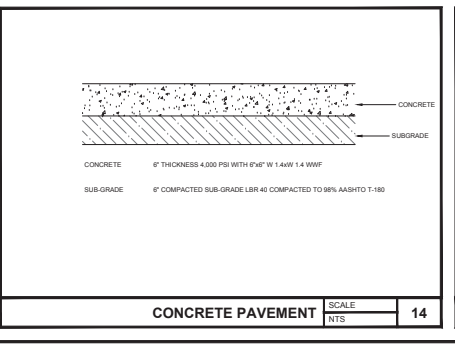 CONCRETE
SUBGRADE
CONCRETE 6" THICKNESS 4,000 PSI WITH 6"x6" W 1.4xW 1.4 WWF
SUB-GRADE 6" COMPACTED SUB-GRADE LBR 40 COMPACTED TO 98% AASHTO T-180
CONCRETE PAVEMENT
SCALE
NTS
14